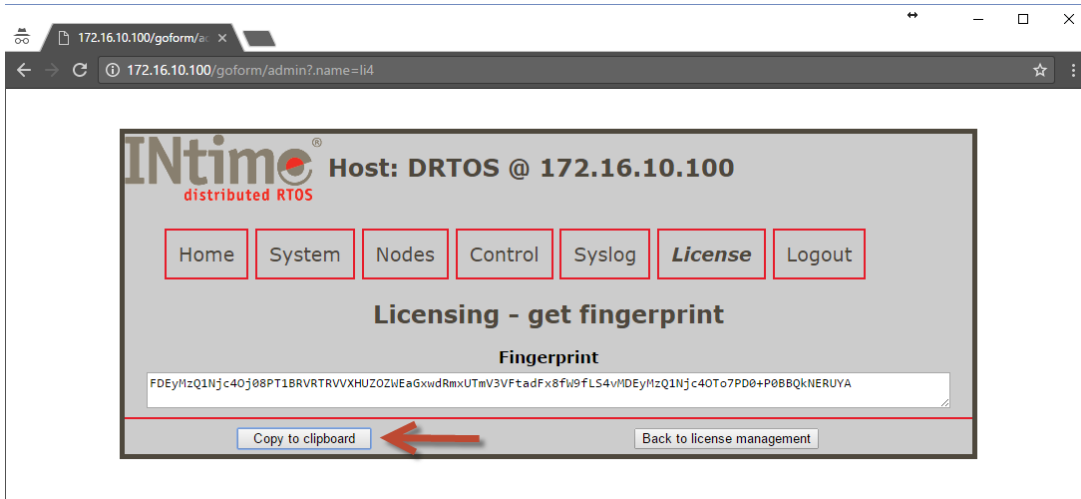 172.16.10.100/goform/ac
172.16.10.100/goform/admin?.name=li4
INtime®
distributed RTOS
Host: DRTOS @ 172.16.10.100
Home System Nodes Control Syslog License Logout
Licensing - get fingerprint
Fingerprint
FDEyMzQ1Njc4Oj08PT1BRVRTRVVXHUZOZWEaGxwdRmxUTmV3VFtadFx8fW9fLS4vMDEyMzQ1Njc4OTo7PD0+P0BBQkNERUYA
Copy to clipboard Back to license management